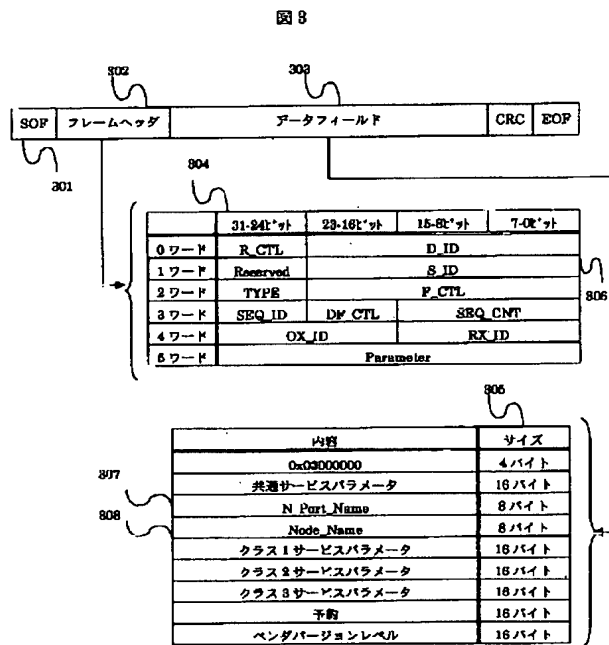 図3
302
303
SOF フレームヘッダ データフィールド CRC EOF
301
304
31-24ビット 23-16ビット 15-8ビット 7-0ビット
0ワード R_CTL D_ID
1ワード Reserved S_ID
306
2ワード TYPE F_CTL
3ワード SEQ_ID DF_CTL SEQ_CNT
4ワード OX_ID RX_ID
5ワード Parameter
305
内容 サイズ
0x03000000 4バイト
307
共通サービスパラメータ 16バイト
N_Port_Name 8バイト
308
Node_Name 8バイト
クラス1サービスパラメータ 16バイト
クラス2サービスパラメータ 16バイト
クラス3サービスパラメータ 16バイト
予約 16バイト
ベンダバージョンレベル 16バイト